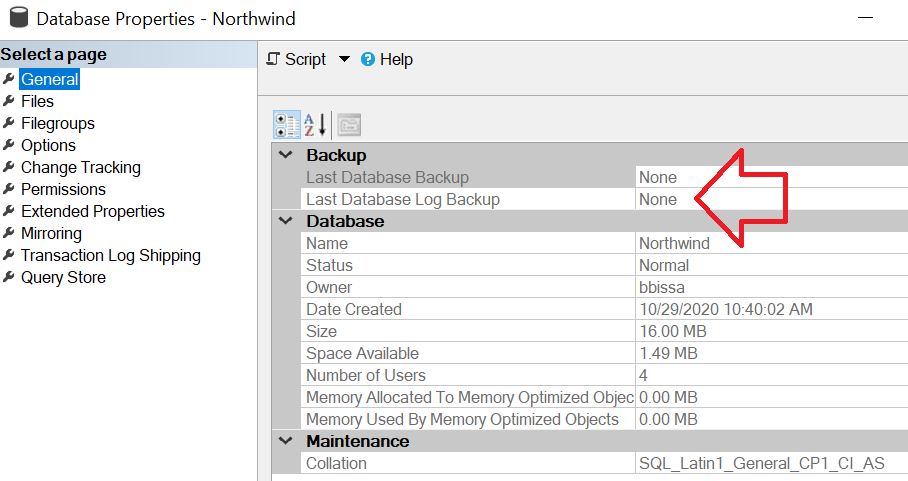 Database Properties - Northwind
Select a page
General
Files
Filegroups
Options
Change Tracking
Permissions
Extended Properties
Mirroring
Transaction Log Shipping
Query Store
Script Help
A
Z
Backup
Last Database Backup None
Last Database Log Backup None
Database
Name Northwind
Status Normal
Owner bbissa
Date Created 10/29/2020 10:40:02 AM
Size 16.00 MB
Space Available 1.49 MB
Number of Users 4
Memory Allocated To Memory Optimized Objec 0.00 MB
Memory Used By Memory Optimized Objects 0.00 MB
Maintenance
Collation SQL_Latin1_General_CP1_CI_AS